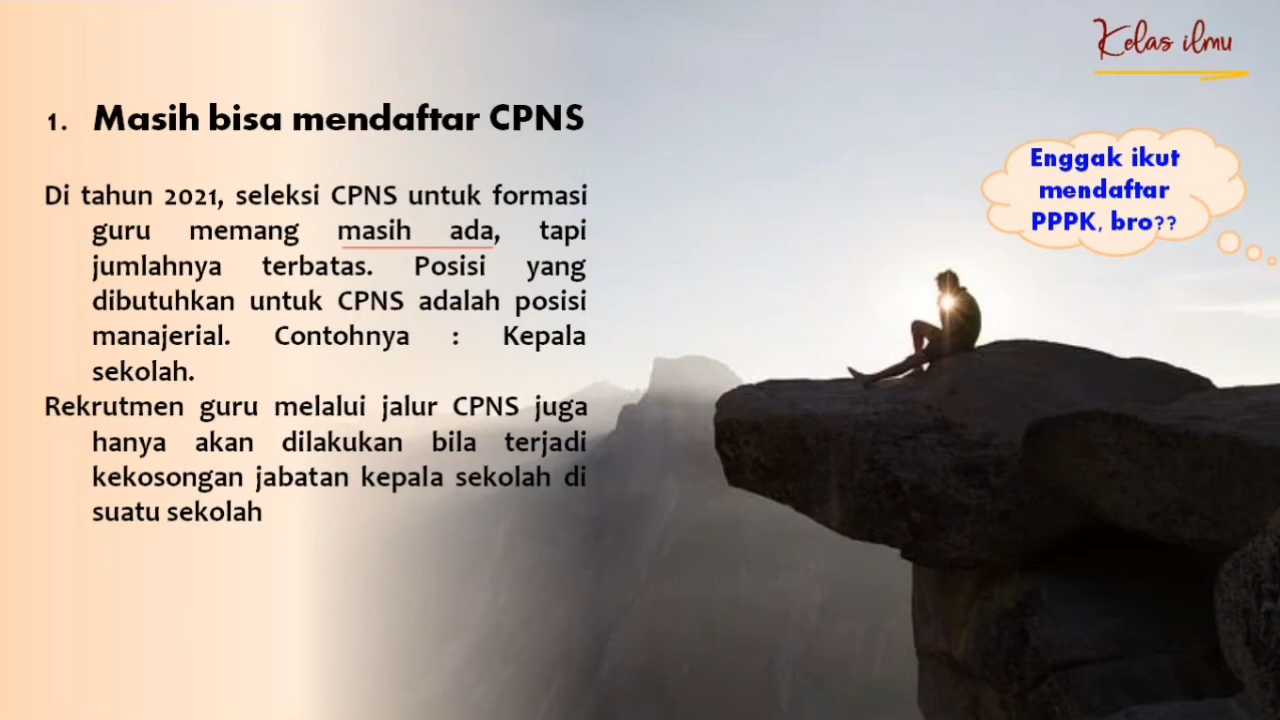 Kelas ilmu
1. Masih bisa mendaftar CPNS
Di tahun 2021, seleksi CPNS untuk formasi
guru memang masih ada, tapi
jumlahnya terbatas. Posisi yang
dibutuhkan untuk CPNS adalah posisi
manajerial. Contohnya : Kepala
sekolah.
Rekrutmen guru melalui jalur CPNS juga
hanya akan dilakukan bila terjadi
kekosongan jabatan kepala sekolah di
suatu sekolah
Enggak ikut
mendaftar
PPPK, bro??